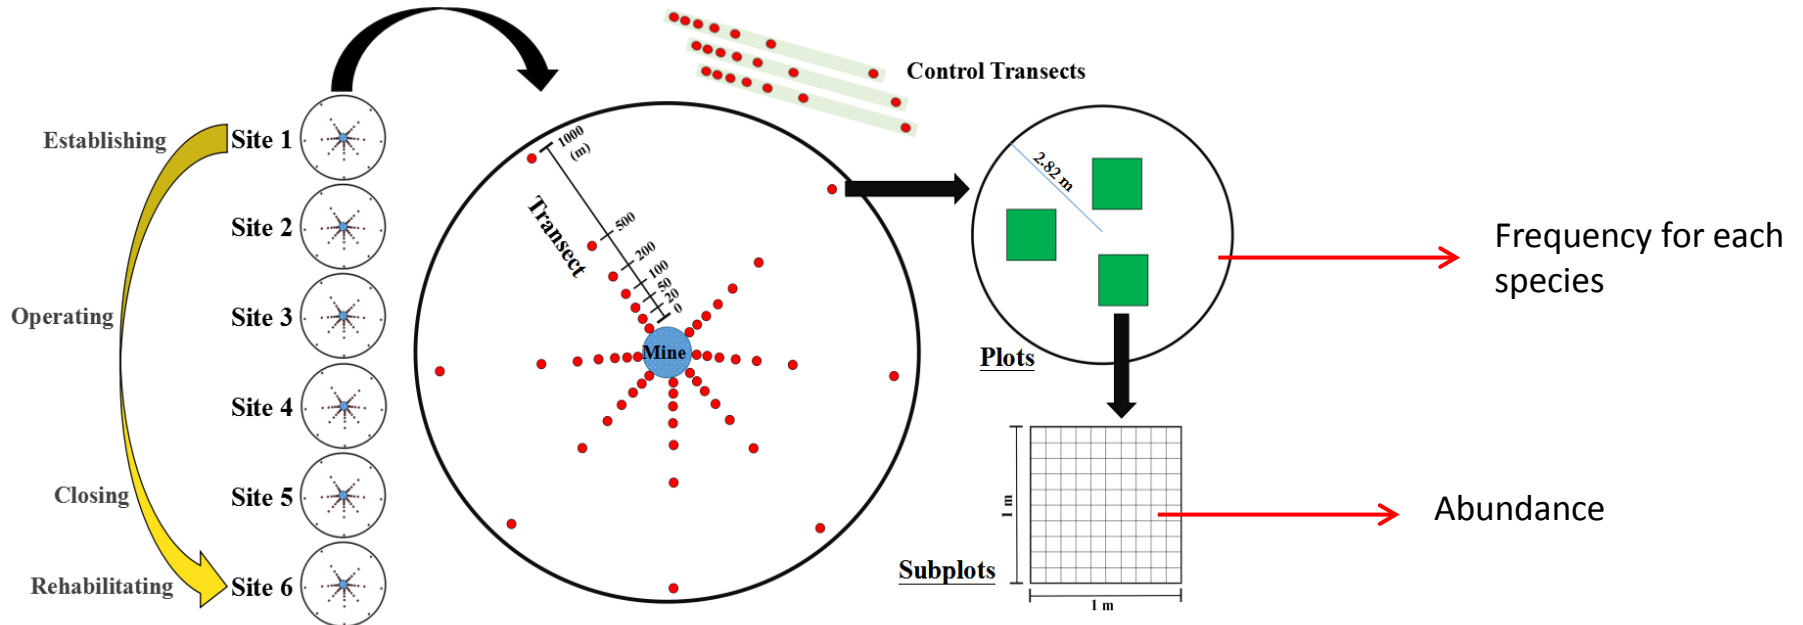 Establishing
Operating
Closing
Rehabilitating
Site 1
Site 2
Site 3
Site 4
Site 5
Site 6
Control Transects
1000
(m)
500
200
100
20
0
Transect
Mine
2.82 m
Plots
Frequency for each
species
1 m
1 m
Subplots
Abundance